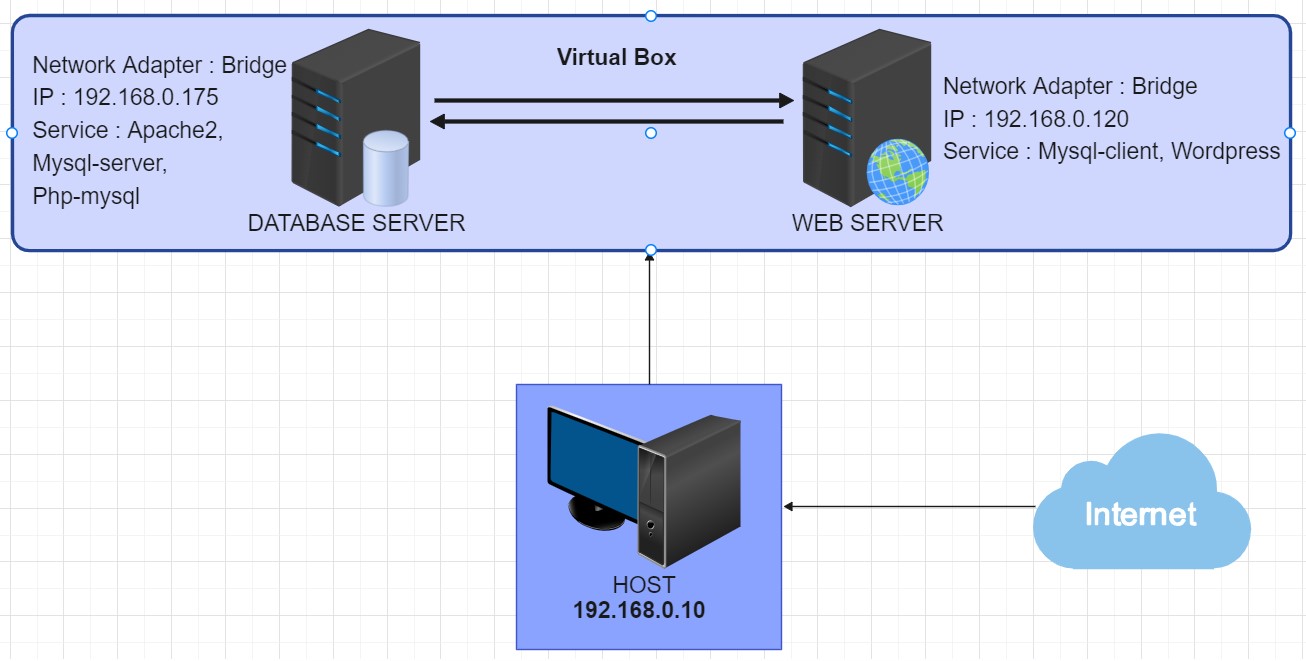 Virtual Box
Network Adapter : Bridge
IP : 192.168.0.175
Service : Apache2,
Mysql-server,
Php-mysql
DATABASE SERVER
Network Adapter : Bridge
IP : 192.168.0.120
Service : Mysql-client, Wordpress
WEB SERVER
HOST
192.168.0.10
Internet